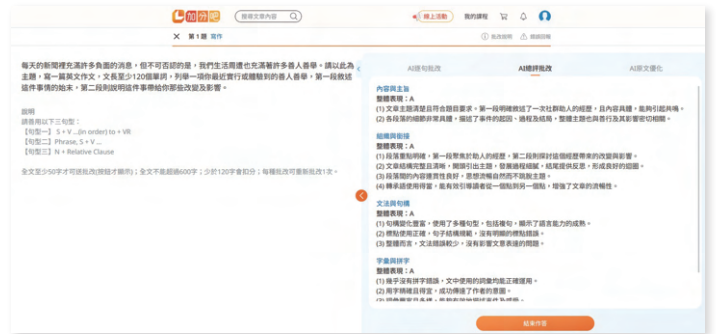 加分吧
搜尋文章內容
線上活動
我的課程
第 1 題 寫作
批改說明
錯誤回報
每天的新聞裡充滿許多負面的消息，但不可否認的是，我們生活周遭也充滿著許多善人善舉。請以此為
主題，寫一篇英文作文，文長至少120個單詞，列舉一項你最近實行或體驗到的善人善舉，第一段敘述
這件事情的始末，第二段則說明這件事帶給你那些改變及影響。
說明
請善用以下三句型：
【句型一】 S + V ...(in order) to + VR
【句型二】 Phrase, S + V ...
【句型三】 N + Relative Clause
全文至少50字才可送批改(按鈕才顯示)；全文不能超過600字；少於120字會扣分；每種批改可重新批改1次。
AI逐句批改
AI總評批改
AI原文優化
內容與主旨
整體表現：A
(1) 文章主題清楚且符合題目要求。第一段明確敘述了一次社群助人的經歷，且內容具體，能夠引起共鳴。
(2) 各段落的細節非常具體，描述了事件的起因、過程及結局，整體主題也與善行及其影響密切相關。
組織與銜接
整體表現：A
(1) 段落重點明確，第一段聚焦於助人的經歷，第二段則探討這個經歷帶來的改變與影響。
(2) 文章結構完整且清晰，開頭引出主題，發展過程細膩，結尾提供反思，形成良好的迴圈。
(3) 段落間的內容連貫性良好，思想流暢自然而不脫離主題。
(4) 轉承語使用得當，能有效引導讀者從一個點到另一個點，增強了文章的流暢性。
文法與句構
整體表現：A
(1) 句構變化豐富，使用了多種句型，包括複句，顯示了語言能力的成熟。
(2) 標點使用正確，句子結構規範，沒有明顯的標點錯誤。
(3) 整體而言，文法錯誤較少，沒有影響文意表達的問題。
字彙與拼字
整體表現：A
(1) 幾乎沒有拼字錯誤，文中使用的詞彙均能正確運用。
(2) 用字精確且得宜，成功傳達了作者的意圖。
結束作答